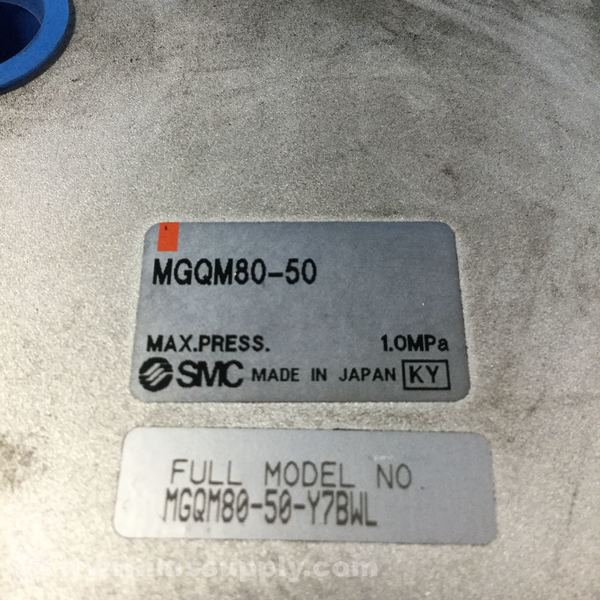 MGQM80-50
MAX.PRESS. 1.0MPa
SMC MADE IN JAPAN KY
FULL MODEL NO.
MGQM80-50-Y7BWL